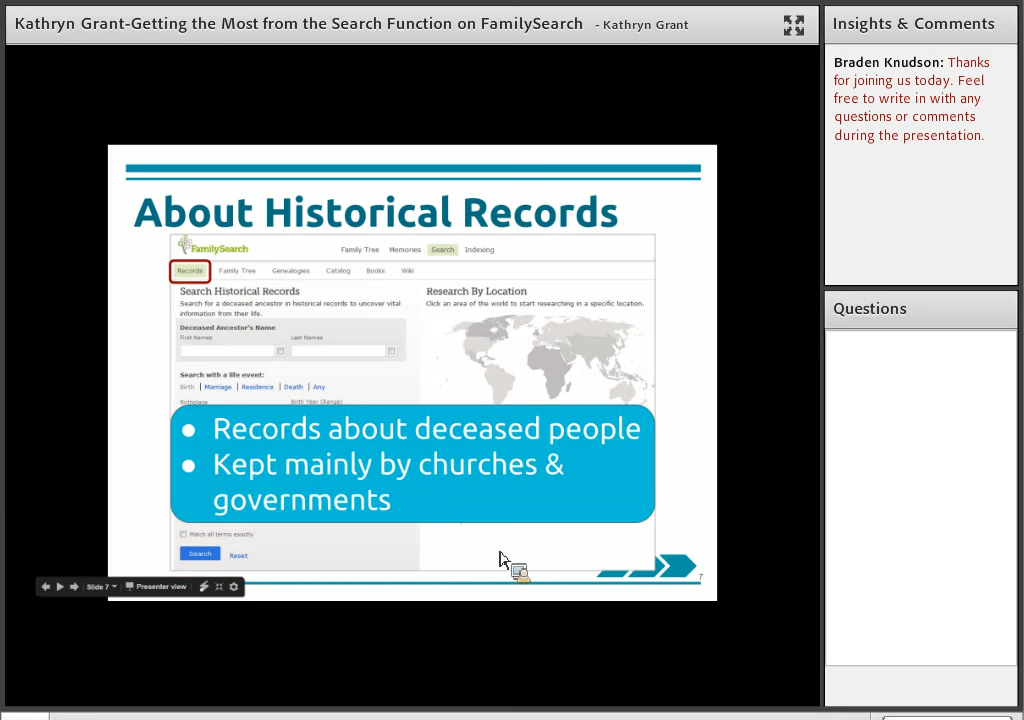 Kathryn Grant-Getting the Most from the Search Function on FamilySearch - Kathryn Grant
About Historical Records
FamilySearch
Family Tree Memories Search Indexing
Records Family Tree Genealogies Catalog Books Wiki
Search Historical Records
Search for a deceased ancestor in historical records to uncover vital
information from their life.
Deceased Ancestor's Name
First Names Last Names
Search with a life event:
Birth | Marriage | Residence | Death | Any
Birthplace Birth Year (Range)
Research By Location
Click an area of the world to start researching in a specific location.
● Records about deceased people
● Kept mainly by churches &
governments
Match all terms exactly
Search Reset
7
Slide 7 Presenter view
Insights & Comments
Braden Knudson: Thanks
for joining us today. Feel
free to write in with any
questions or comments
during the presentation.
Questions